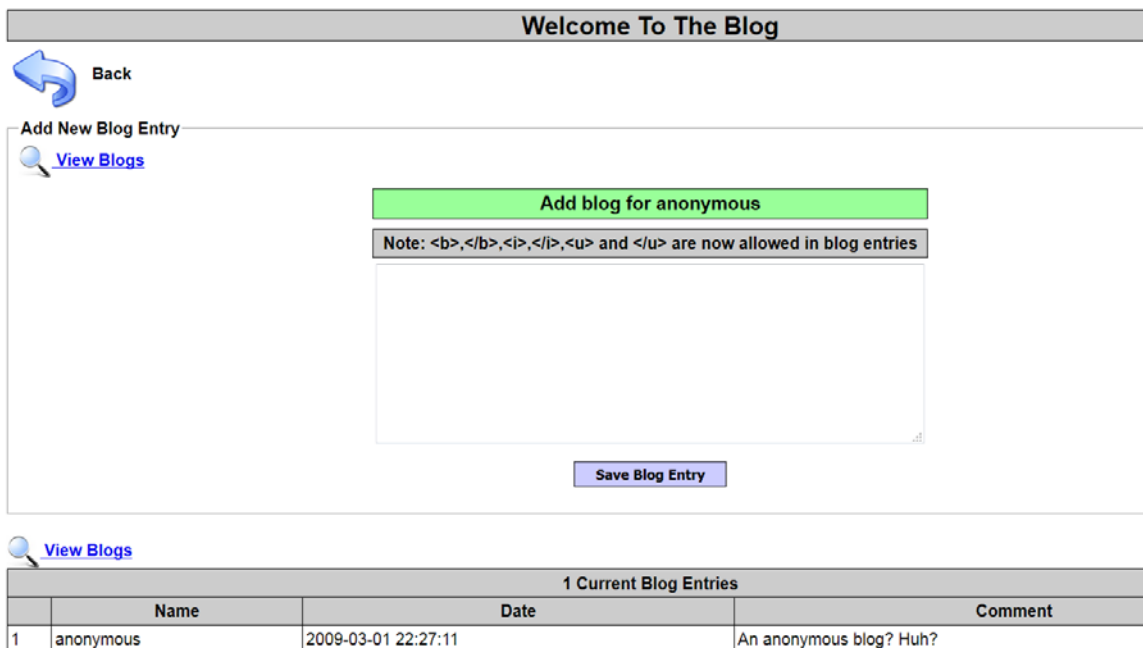 Welcome To The Blog
Back
Add New Blog Entry
View Blogs
Add blog for anonymous
Note: <b>,</b>,<i>,</i>,<u> and </u> are now allowed in blog entries
Save Blog Entry
View Blogs
1 Current Blog Entries
Name Date Comment
1 anonymous 2009-03-01 22:27:11 An anonymous blog? Huh?